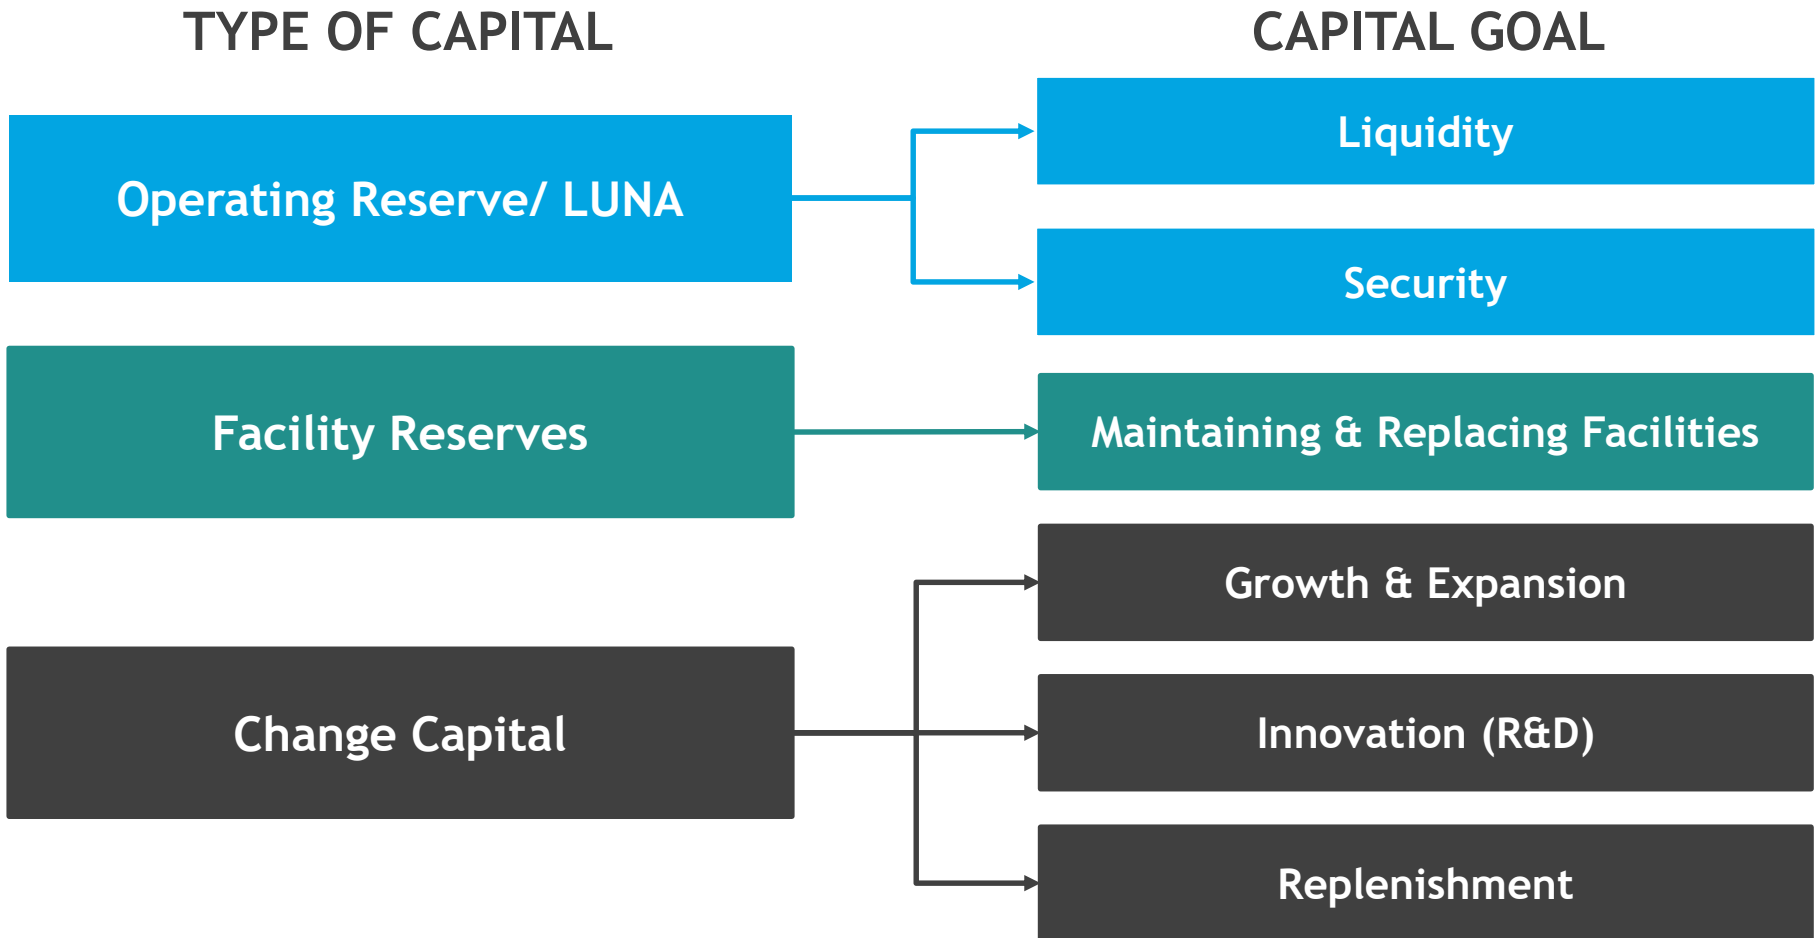 TYPE OF CAPITAL
CAPITAL GOAL
Operating Reserve/ LUNA
Liquidity
Security
Facility Reserves
Maintaining & Replacing Facilities
Change Capital
Growth & Expansion
Innovation (R&D)
Replenishment